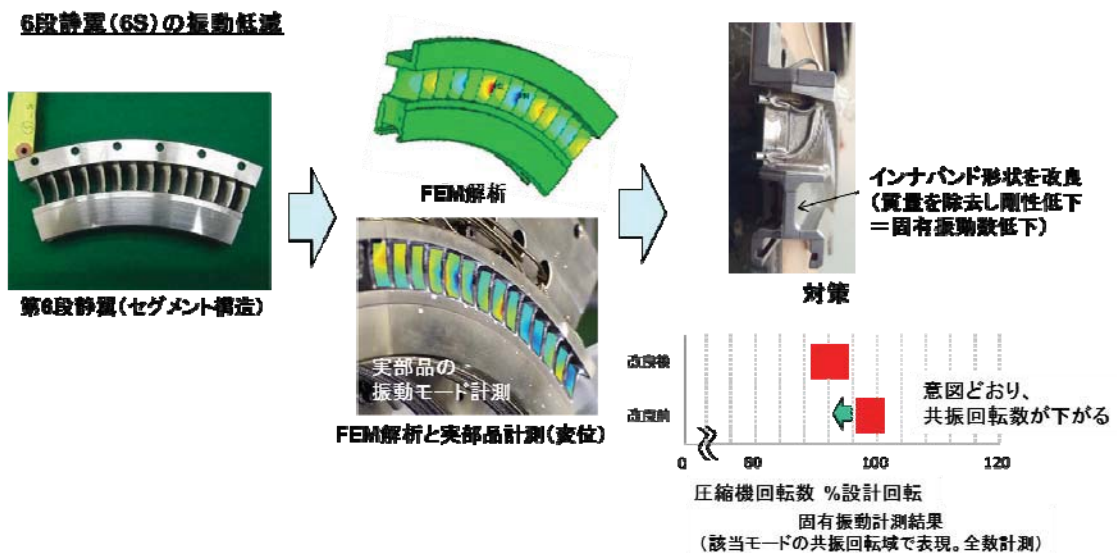 6段静翼(6S)の振動低減
第6段静翼(セグメント構造)
FEM解析
実部品の
振動モード計測
FEM解析と実部品計測(変位)
インナバンド形状を改良
(質量を除去し剛性低下
=固有振動数低下)
対策
改良後
改良前
意図どおり、
共振回転数が下がる
0
80
100
120
圧縮機回転数 %設計回転
固有振動計測結果
(該当モードの共振回転域で表現。全数計測)